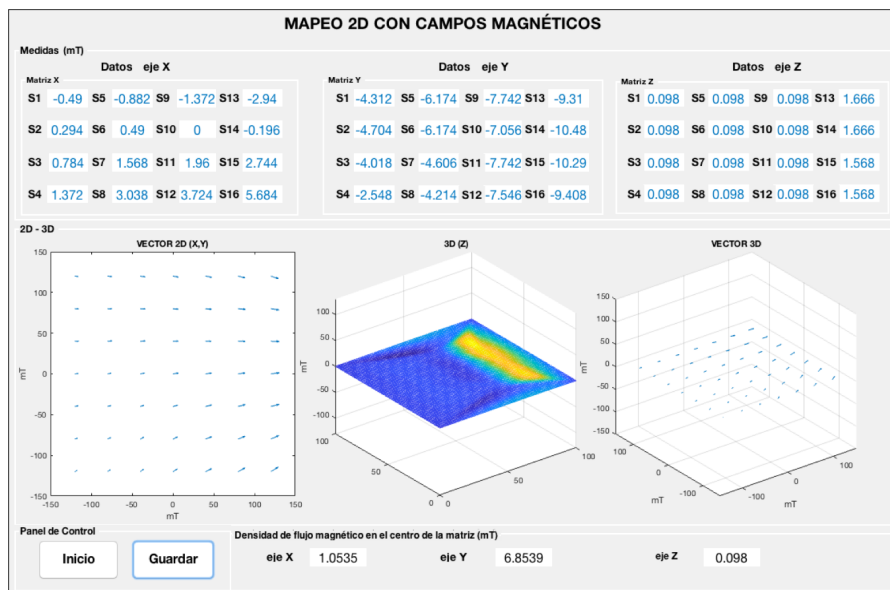 MAPEO 2D CON CAMPOS MAGNÉTICOS
Medidas (mT)
Datos eje X
Datos eje Y
Datos eje Z
Matriz X
Matriz Y
Matriz Z
S1 -0.49 S5 -0.882 S9 -1.372 S13 -2.94
S2 0.294 S6 0.49 S10 0 S14 -0.196
S3 0.784 S7 1.568 S11 1.96 S15 2.744
S4 1.372 S8 3.038 S12 3.724 S16 5.684
S1 -4.312 S5 -6.174 S9 -7.742 S13 -9.31
S2 -4.704 S6 -6.174 S10 -7.056 S14 -10.48
S3 -4.018 S7 -4.606 S11 -7.742 S15 -10.29
S4 -2.548 S8 -4.214 S12 -7.546 S16 -9.408
S1 0.098 S5 0.098 S9 0.098 S13 1.666
S2 0.098 S6 0.098 S10 0.098 S14 1.666
S3 0.098 S7 0.098 S11 0.098 S15 1.568
S4 0.098 S8 0.098 S12 0.098 S16 1.568
2D - 3D
VECTOR 2D (X,Y)
150
100
50
0
-50
-100
-150
mT
-150 -100 -50 0 50 100 150
mT
3D (Z)
100
50
0
-50
-100
mT
100
50
0
0
50
100
VECTOR 3D
150
100
50
0
-50
-100
-150
mT
100
0
-100
mT
-100
0
100
mT
Panel de Control
Inicio
Guardar
Densidad de flujo magnético en el centro de la matriz (mT)
eje X 1.0535 eje Y 6.8539 eje Z 0.098